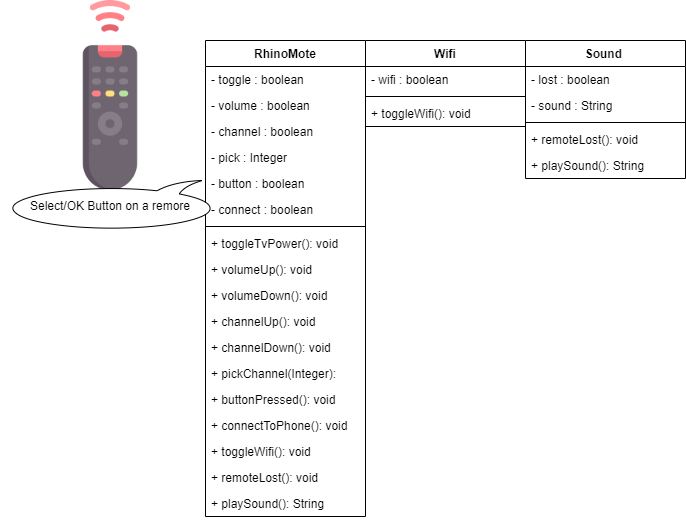 RhinoMote
- toggle : boolean
- volume : boolean
- channel : boolean
- pick : Integer
- button : boolean
- connect : boolean
+ toggleTvPower(): void
+ volumeUp(): void
+ volumeDown(): void
+ channelUp(): void
+ channelDown(): void
+ pickChannel(Integer):
+ buttonPressed(): void
+ connectToPhone(): void
+ toggleWifi(): void
+ remoteLost(): void
+ playSound(): String
Wifi
- wifi : boolean
+ toggleWifi(): void
Sound
- lost : boolean
- sound : String
+ remoteLost(): void
+ playSound(): String
Select/OK Button on a remore